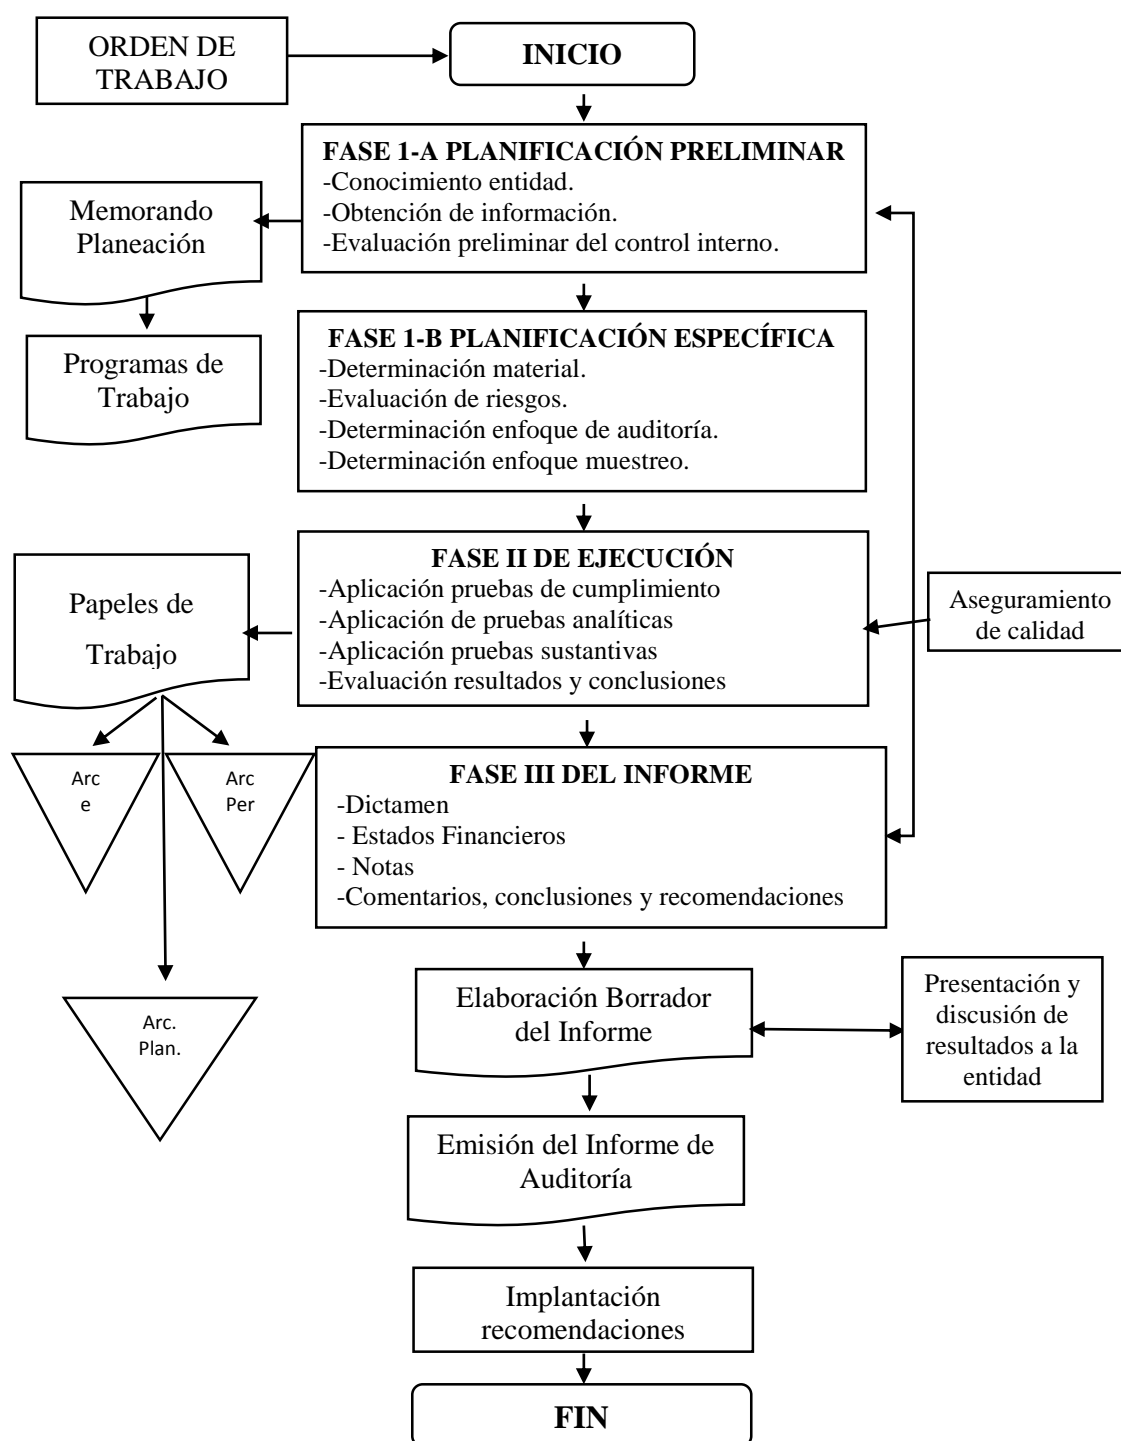 ORDEN DE
TRABAJO
INICIO
FASE 1-A PLANIFICACIÓN PRELIMINAR
-Conocimiento entidad.
-Obtención de información.
-Evaluación preliminar del control interno.
Memorando
Planeación
Programas de
Trabajo
FASE 1-B PLANIFICACIÓN ESPECÍFICA
-Determinación material.
-Evaluación de riesgos.
-Determinación enfoque de auditoría.
-Determinación enfoque muestreo.
FASE II DE EJECUCIÓN
-Aplicación pruebas de cumplimiento
-Aplicación de pruebas analíticas
-Aplicación pruebas sustantivas
-Evaluación resultados y conclusiones
Aseguramiento
de calidad
Papeles de
Trabajo
Arc
e
Arc
Per
Arc.
Plan.
FASE III DEL INFORME
-Dictamen
- Estados Financieros
- Notas
-Comentarios, conclusiones y recomendaciones
Elaboración Borrador
del Informe
Presentación y
discusión de
resultados a la
entidad
Emisión del Informe de
Auditoría
Implantación
recomendaciones
FIN